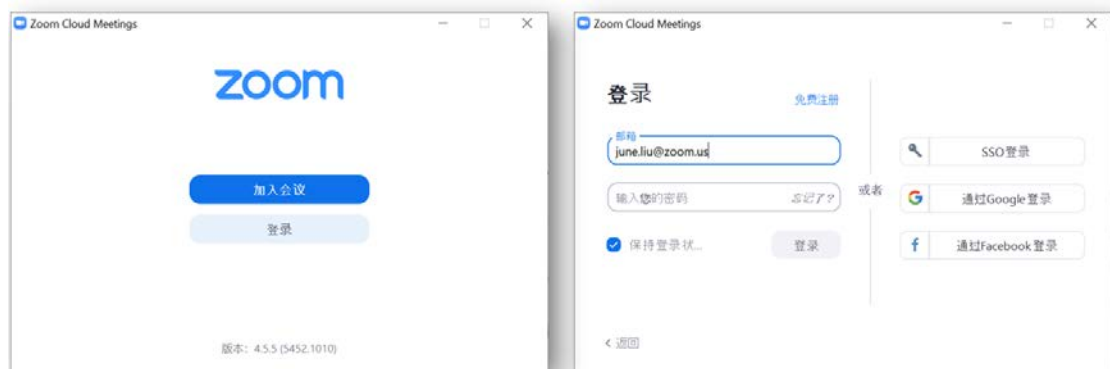 Zoom Cloud Meetings
zoom
加入会议
登录
版本：4.5.5 (5452.1010)
Zoom Cloud Meetings
登录
免费注册
邮箱
june.liu@zoom.us
输入您的密码
忘记了?
保持登录状...
登录
返回
或者
SSO登录
通过Google登录
通过Facebook登录